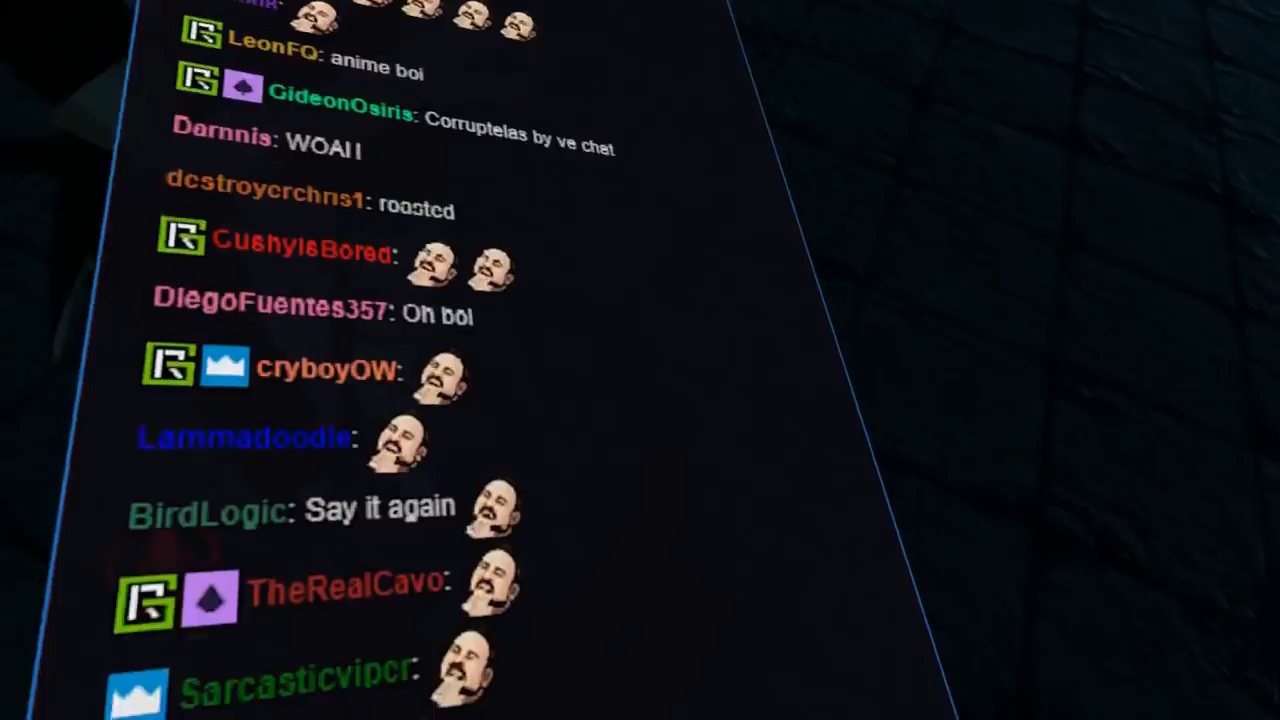 LeonFQ: anime boi
GideonOsiris: Corruptelas by ve chat
Darnnis: WOAH
destroyerchris1: roasted
CushyIsBored:
DiegoFuentes357: Oh boi
cryboyOW:
Lammadoodle:
BirdLogic: Say it again
TheRealCavo:
Sarcasticviper: